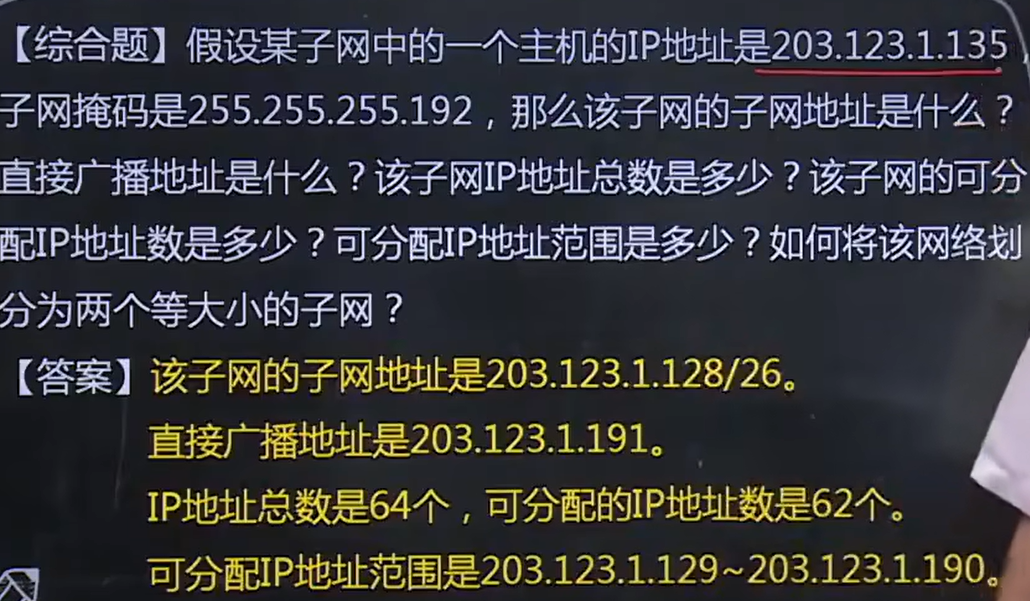 【综合题】假设某子网中的一个主机的IP地址是203.123.1.135，
子网掩码是255.255.255.192，那么该子网的子网地址是什么？
直接广播地址是什么？该子网IP地址总数是多少？该子网的可分
配IP地址数是多少？可分配IP地址范围是多少？如何将该网络划
分为两个等大小的子网？
【答案】该子网的子网地址是203.123.1.128/26。
直接广播地址是203.123.1.191。
IP地址总数是64个，可分配的IP地址数是62个。
可分配IP地址范围是203.123.1.129~203.123.1.190。